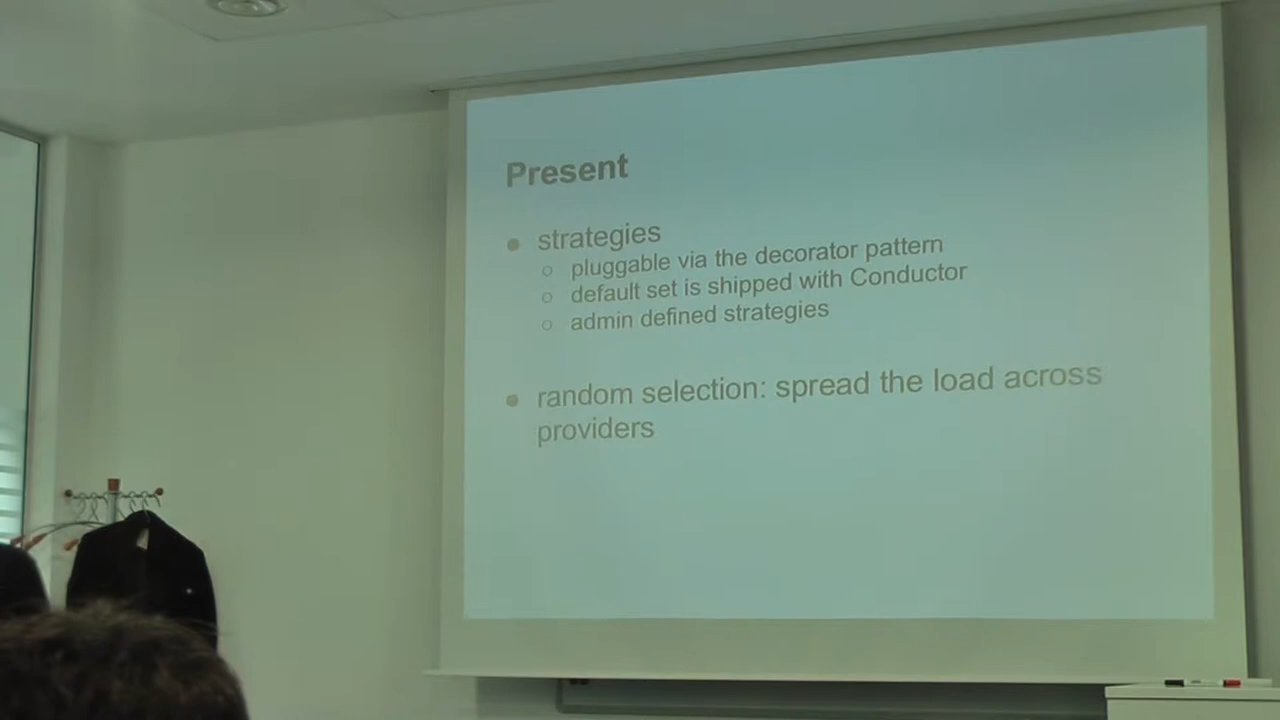 Present
● strategies
○ pluggable via the decorator pattern
○ default set is shipped with Conductor
○ admin defined strategies
● random selection: spread the load across
providers